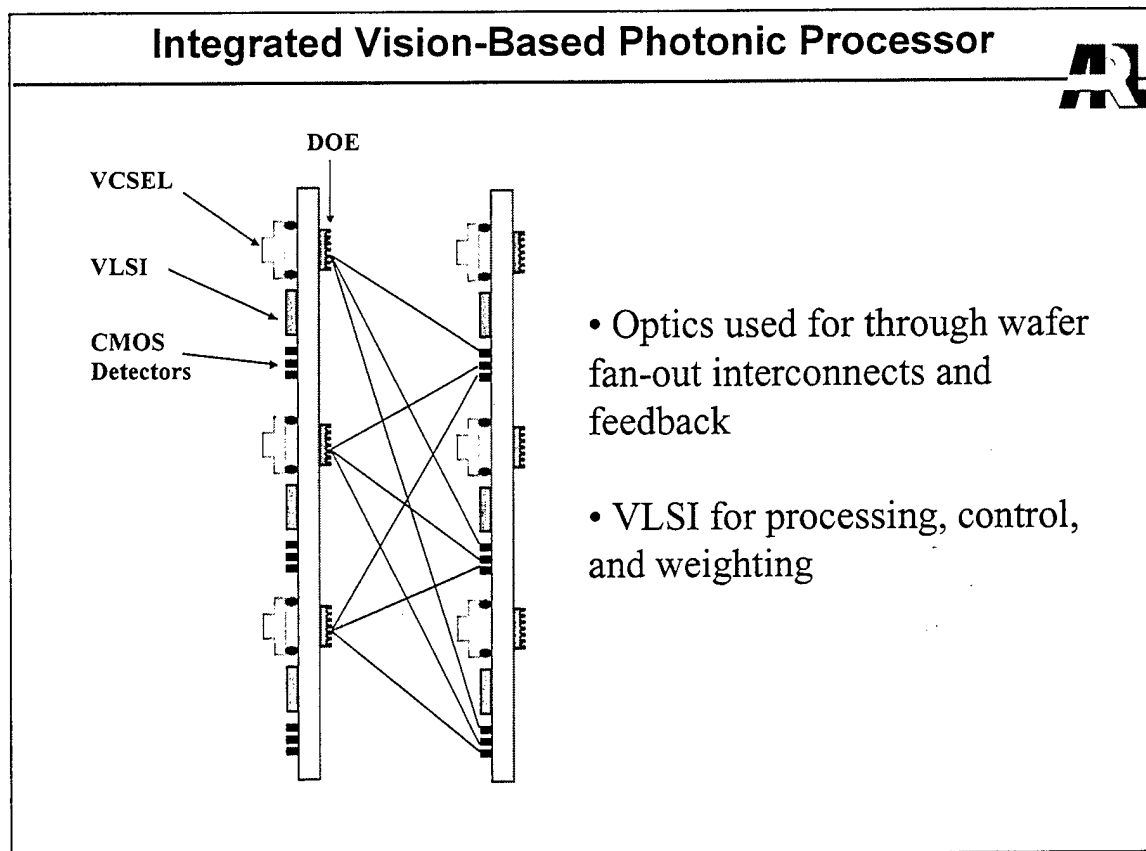 Integrated Vision-Based Photonic Processor
ARL
DOE
VCSEL
VLSI
CMOS
Detectors
• Optics used for through wafer
fan-out interconnects and
feedback
• VLSI for processing, control,
and weighting